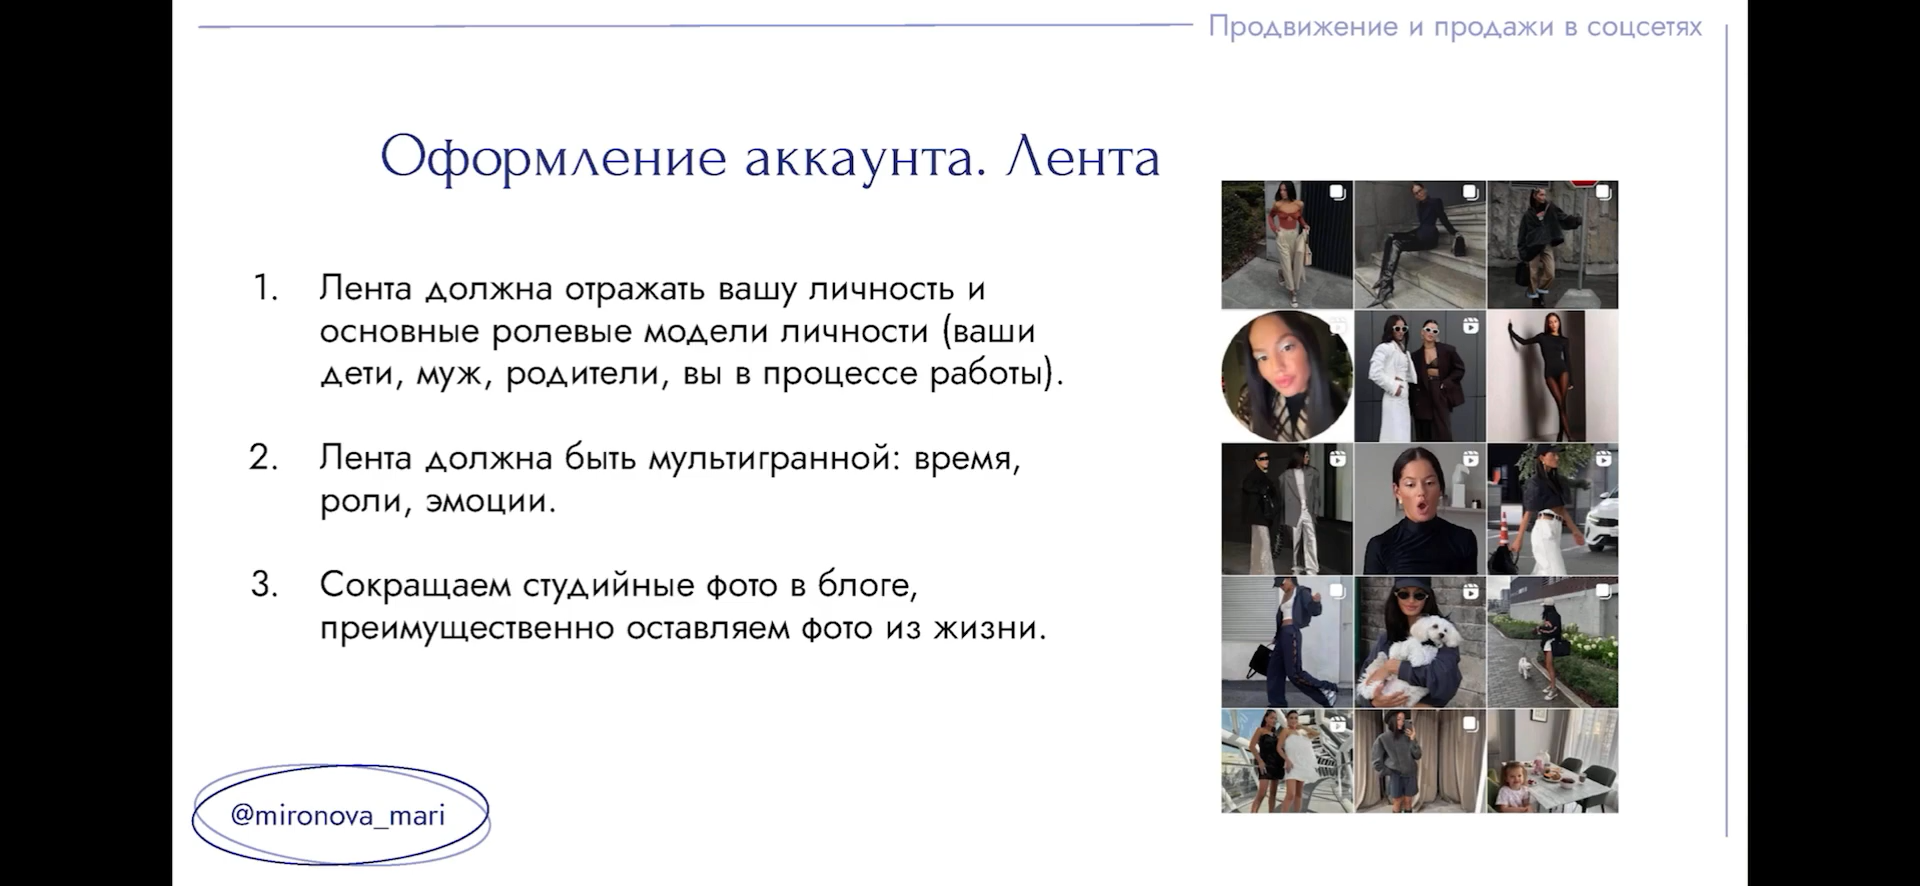 Продвижение и продажи в соцсетях
Оформление аккаунта. Лента
1. Лента должна отражать вашу личность и
основные ролевые модели личности (ваши
дети, муж, родители, вы в процессе работы).
2. Лента должна быть мультигранной: время,
роли, эмоции.
3. Сокращаем студийные фото в блоге,
преимущественно оставляем фото из жизни.
@mironova_mari